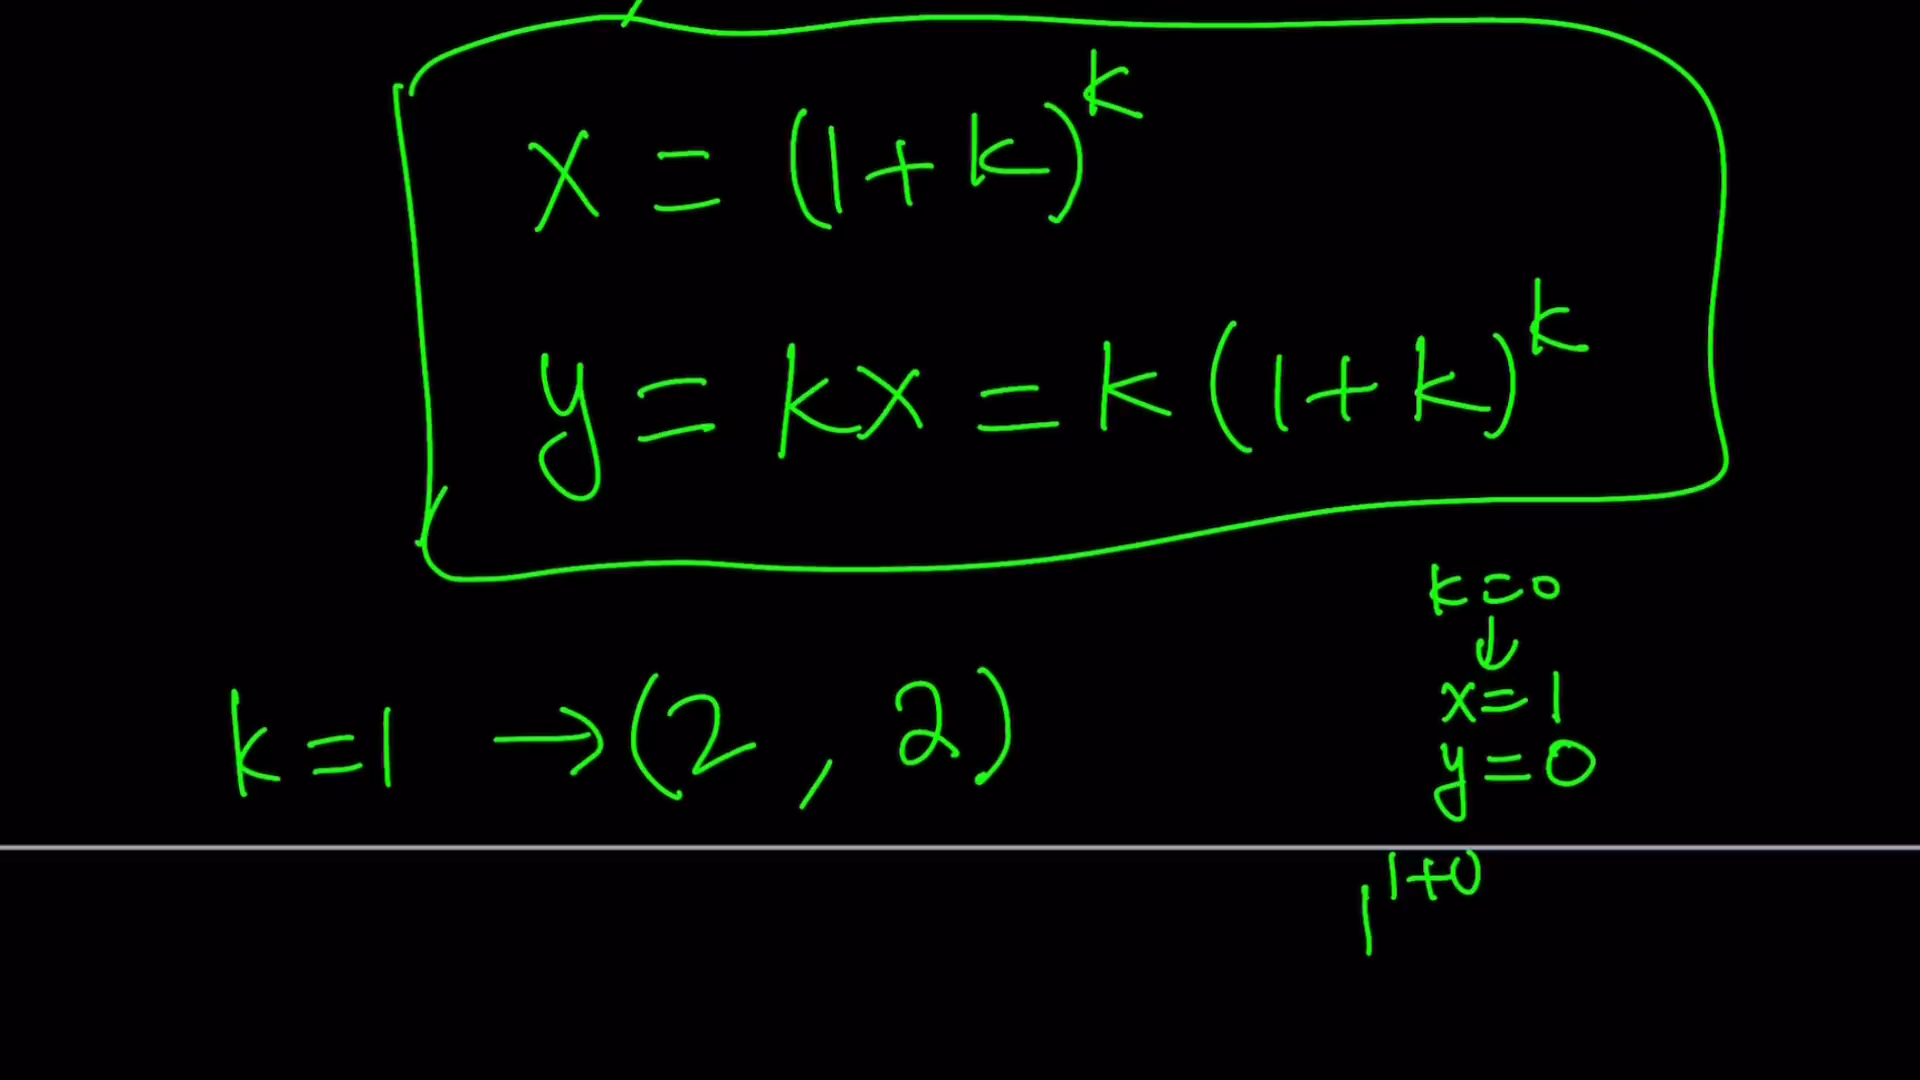 x = (1+k)^k
y = kx = k(1+k)^k
k=0
↓
k=1 → (2, 2)
x=1
y=0
1^{1+0}